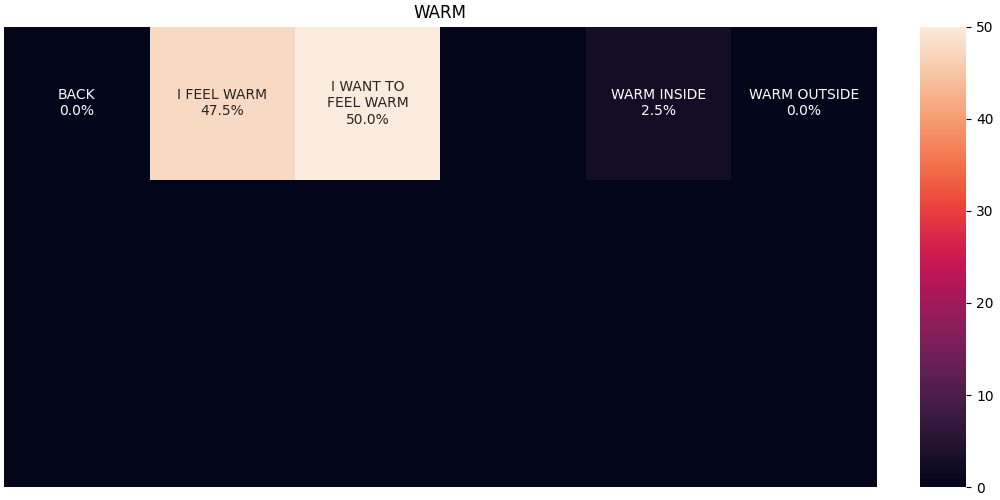 WARM
BACK
0.0%
I FEEL WARM
47.5%
I WANT TO
FEEL WARM
50.0%
WARM INSIDE
2.5%
WARM OUTSIDE
0.0%
50
40
30
20
10
0